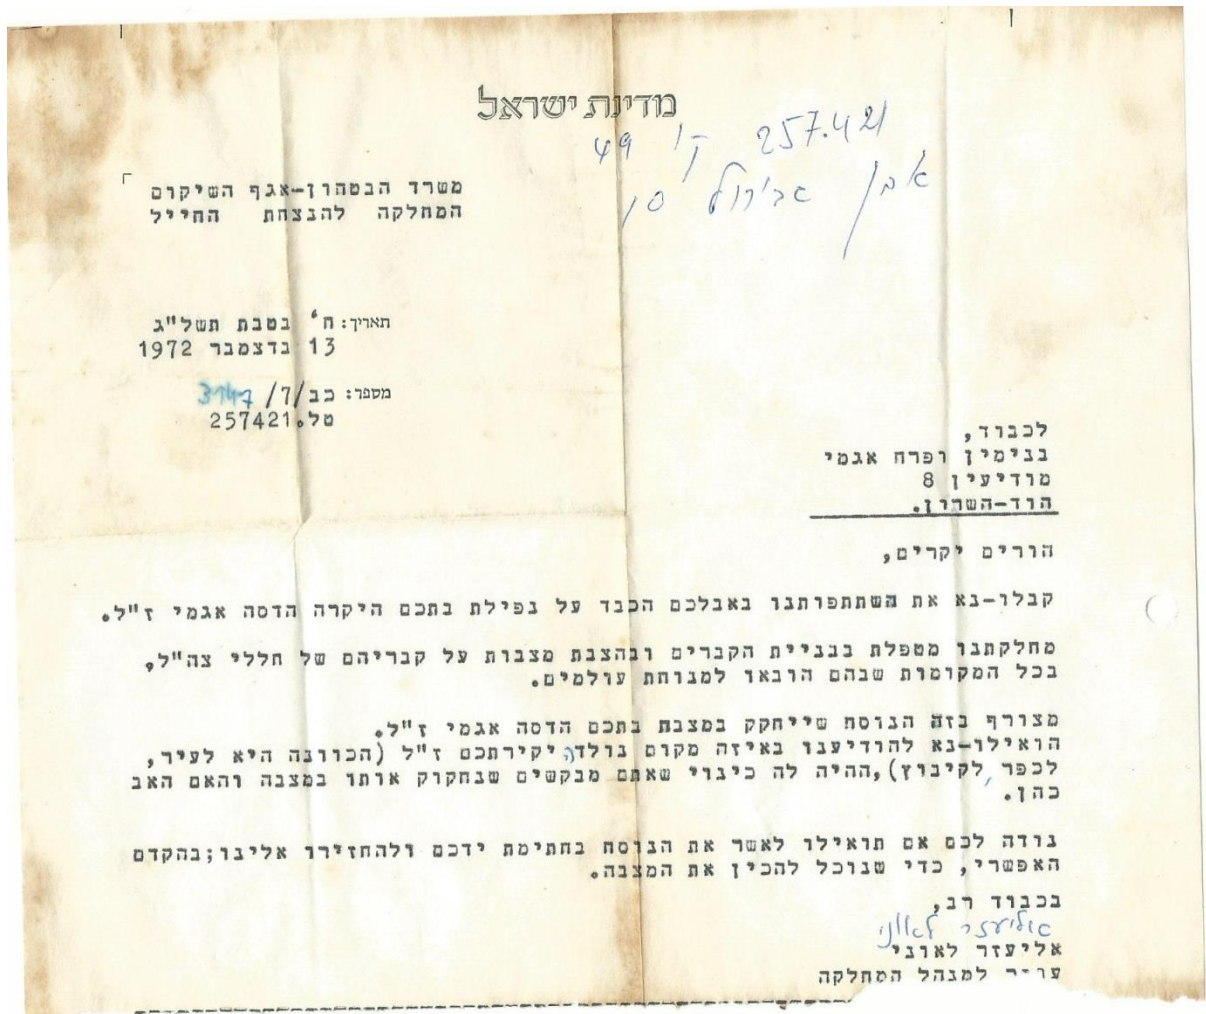 מדינת ישראל
257.421 קו 49
אבן גבירול 10
משרד הבטחון-אגף השיקום
המחלקה להנצחת החייל
תאריך: ח' בטבת תשל"ג
13 בדצמבר 1972
מספר: כב/7/ 3147
טל. 257421
לכבוד,
בנימין ופרח אגמי
מודיעין 8
הוד-השרון.
הורים יקרים,
קבלו-נא את השתתפותנו באבלכם הכבד על נפילת בתכם היקרה הדסה אגמי ז"ל.
מחלקתנו מטפלת בבניית הקברים ובהצבת מצבות על קבריהם של חללי צה"ל,
בכל המקומות שבהם הובאו למנוחת עולמים.
מצורף בזה הנוסח שייחקק במצבת בתכם הדסה אגמי ז"ל.
הואילו-נא להודיענו באיזה מקום נולדה יקירתכם ז"ל (הכוונה היא לעיר,
לכפר, לקיבוץ), ההיה לה כינוי שאתם מבקשים שנחקוק אותו במצבה והאם האב
כהן.
נודה לכם אם תואילו לאשר את הנוסח בחתימת ידכם ולהחזירו אלינו; בהקדם
האפשרי, כדי שנוכל להכין את המצבה.
בכבוד רב,
אליעזר לאוני
אליעזר לאוני
למנהל המחלקה